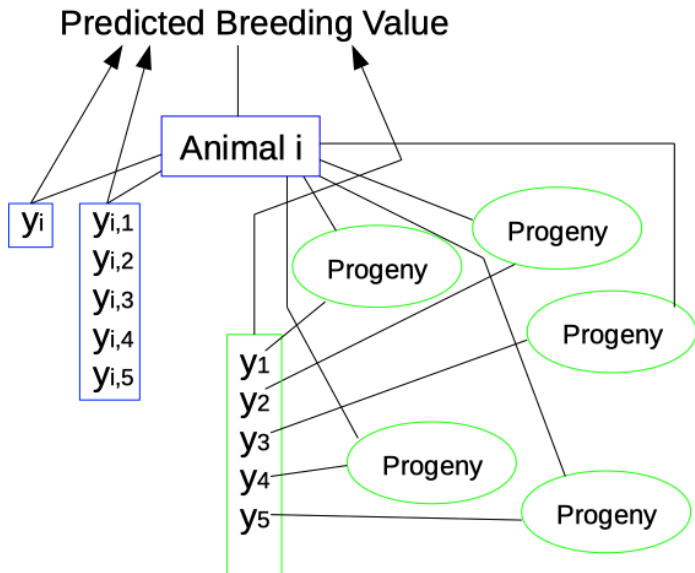 Predicted Breeding Value
Animal i
yi
yi,1
yi,2
yi,3
yi,4
yi,5
Progeny
Progeny
Progeny
y1
y2
y3
y4
y5
Progeny
Progeny